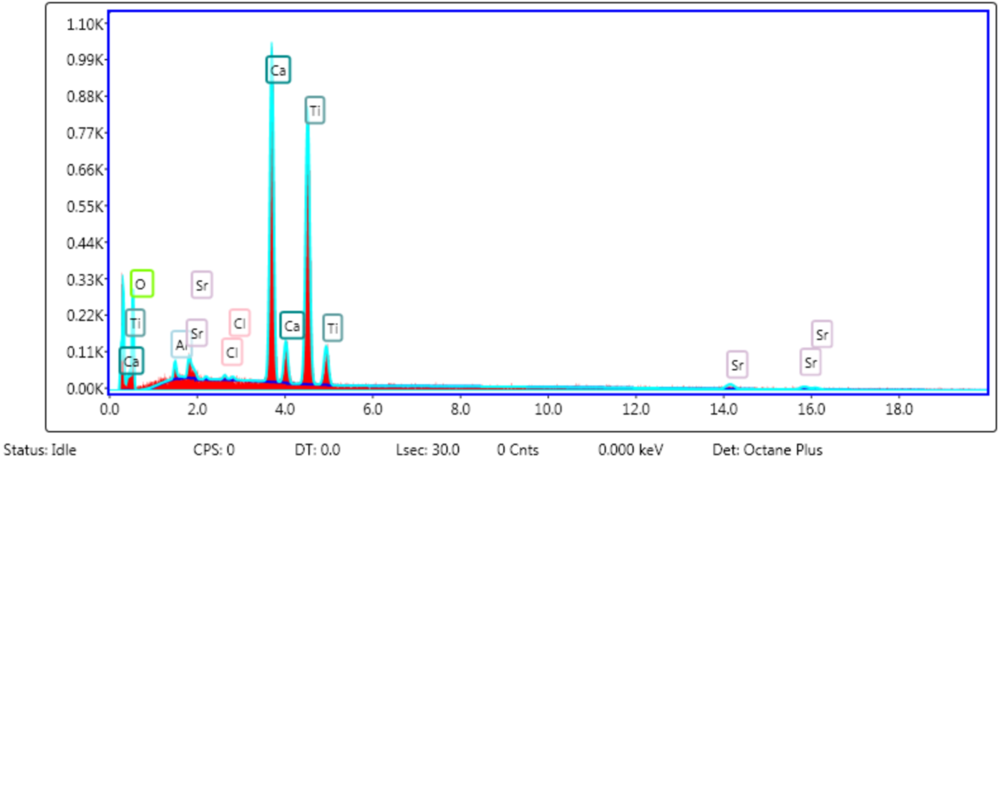 1.10K
0.99K
Ca
0.88K
Ti
0.77K
0.66K
0.55K
0.44K
0.33K
O
Sr
0.22K
Ti
Cl
Ca
Ti
Sr
Sr
0.11K
Al
Cl
Ca
Sr
Sr
0.00K
0.0 2.0 4.0 6.0 8.0 10.0 12.0 14.0 16.0 18.0
Status: Idle CPS: 0 DT: 0.0 Lsec: 30.0 0 Cnts 0.000 keV Det: Octane Plus